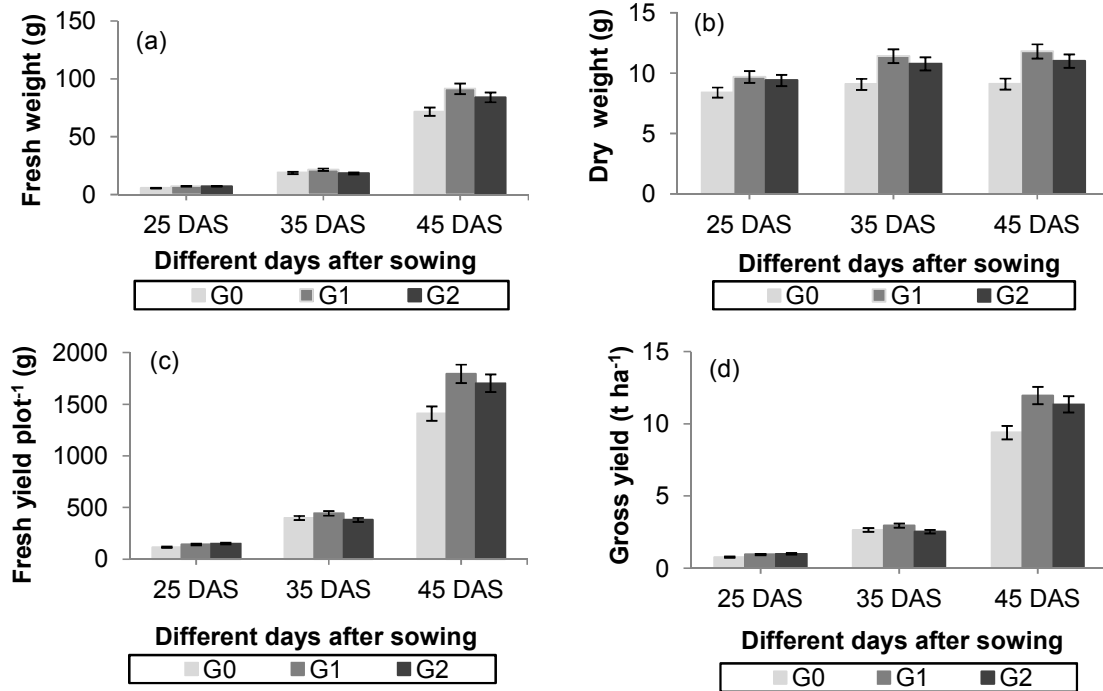 (a)
Fresh weight (g)
150
100
50
0
25 DAS 35 DAS 45 DAS
Different days after sowing
G0 G1 G2
(b)
Dry weight (g)
15
10
5
0
25 DAS 35 DAS 45 DAS
Different days after sowing
G0 G1 G2
(c)
Fresh yield plot⁻¹ (g)
2000
1500
1000
500
0
25 DAS 35 DAS 45 DAS
Different days after sowing
G0 G1 G2
(d)
Gross yield (t ha⁻¹)
15
10
5
0
25 DAS 35 DAS 45 DAS
Different days after sowing
G0 G1 G2